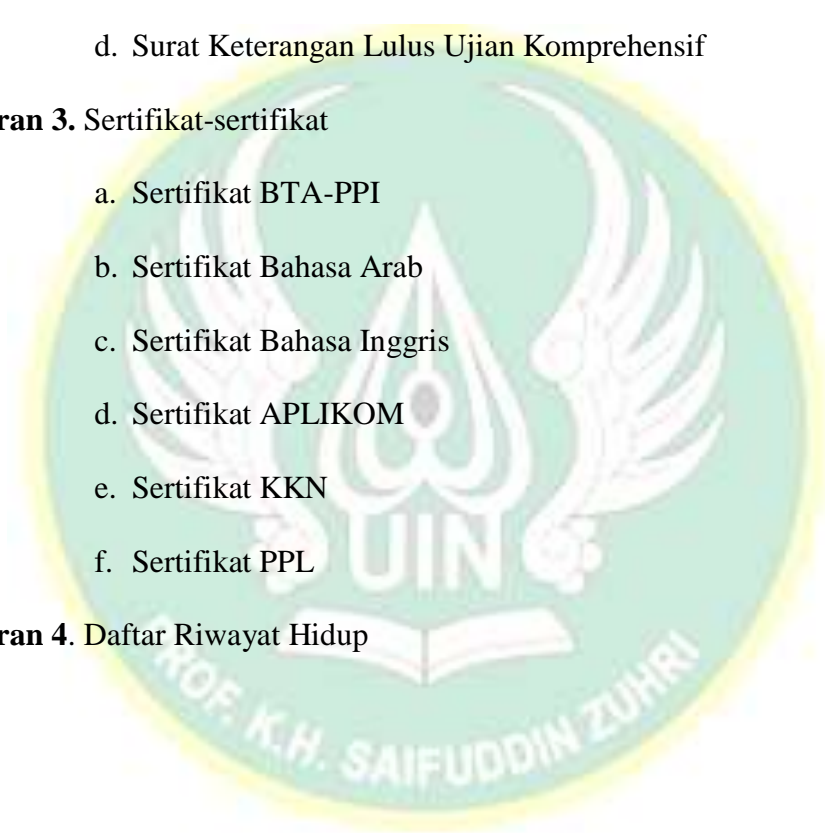 d. Surat Keterangan Lulus Ujian Komprehensif
ran 3. Sertifikat-sertifikat
a. Sertifikat BTA-PPI
b. Sertifikat Bahasa Arab
c. Sertifikat Bahasa Inggris
d. Sertifikat APLIKOM
e. Sertifikat KKN
f. Sertifikat PPL
ran 4. Daftar Riwayat Hidup
UIN
PROF. K.H. SAIFUDDIN ZUHRI